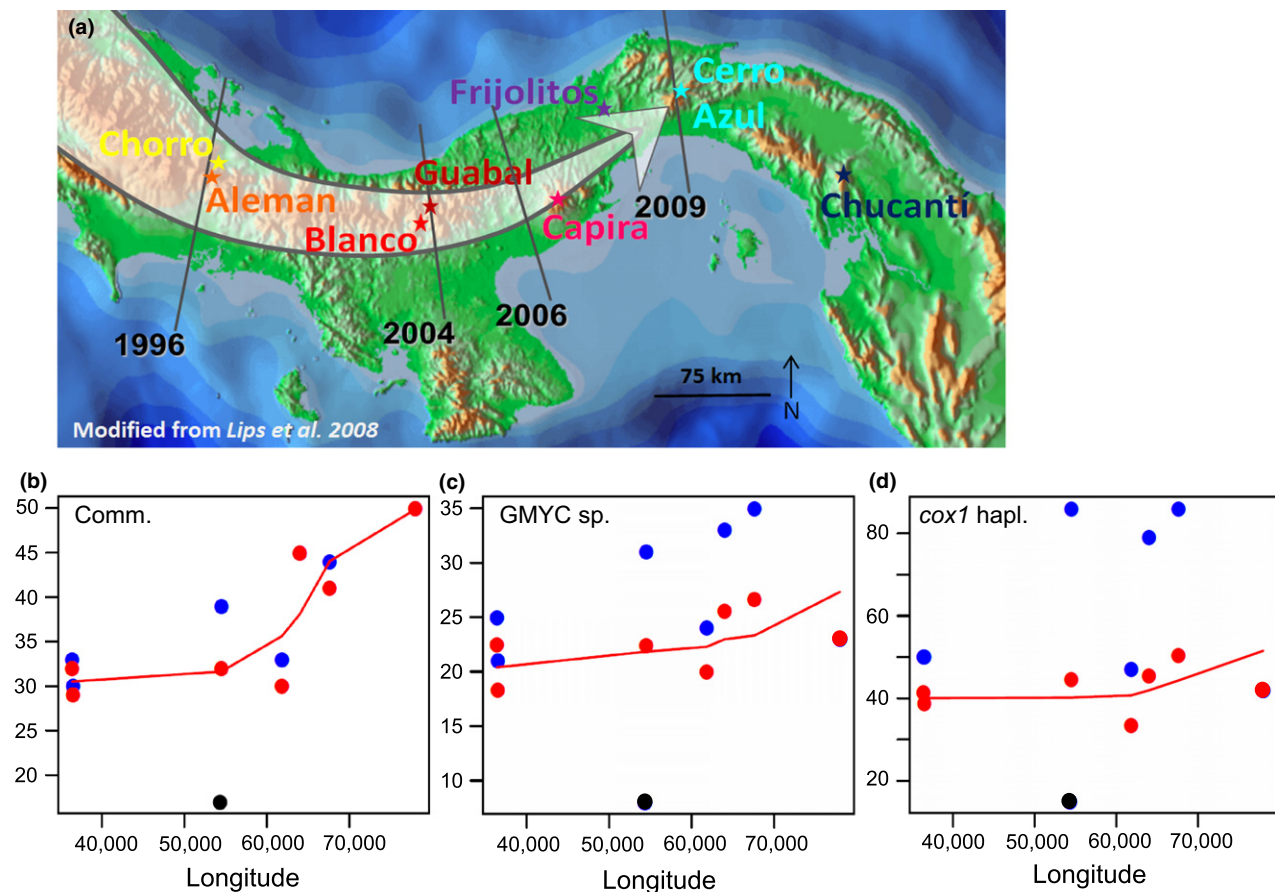 (a)
Cerro
Azul
Frijolitos
Chorro
Guabal
Aleman
Chucantí
2009
Capira
Blanco
2006
2004
1996
75 km
N
Modified from Lips et al. 2008
(b)
Comm.
50
45
40
35
30
25
20
40,000 50,000 60,000 70,000
Longitude
(c)
GMYC sp.
35
30
25
20
15
10
40,000 50,000 60,000 70,000
Longitude
(d)
cox1 hapl.
80
60
40
20
40,000 50,000 60,000 70,000
Longitude